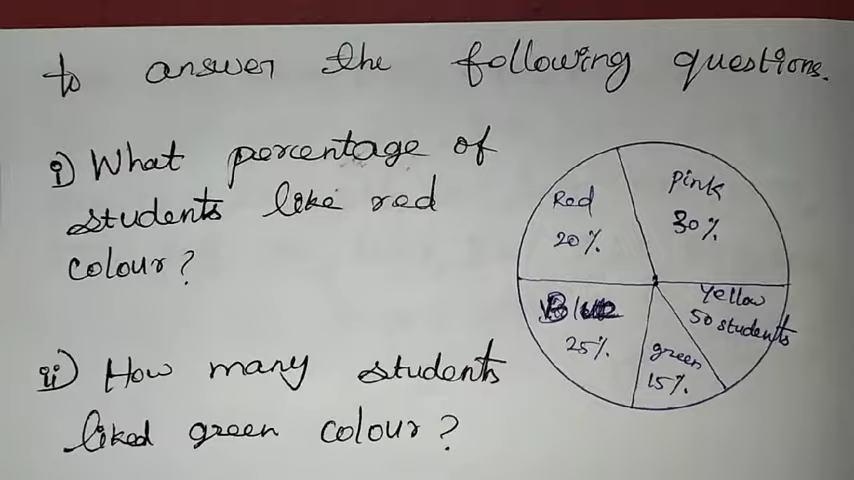 to answer the following questions.
i) What percentage of
students like red
colour?
ii) How many students
liked green colour?
Red
20%
Pink
30%
Yellow
50 students
Blue
25%
green
15%